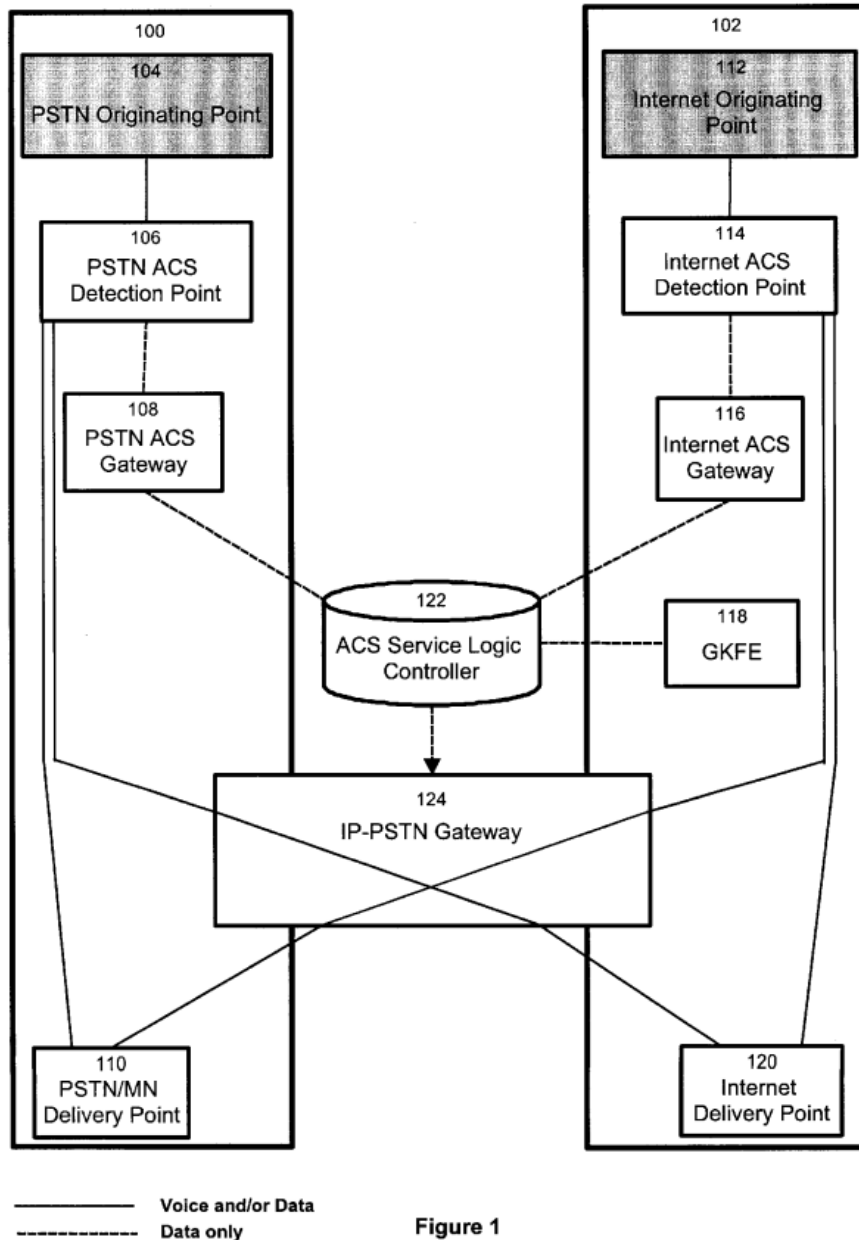 100
104
PSTN Originating Point
106
PSTN ACS
Detection Point
108
PSTN ACS
Gateway
102
112
Internet Originating
Point
114
Internet ACS
Detection Point
116
Internet ACS
Gateway
122
ACS Service Logic
Controller
118
GKFE
124
IP-PSTN Gateway
110
PSTN/MN
Delivery Point
120
Internet
Delivery Point
Voice and/or Data
Data only
Figure 1